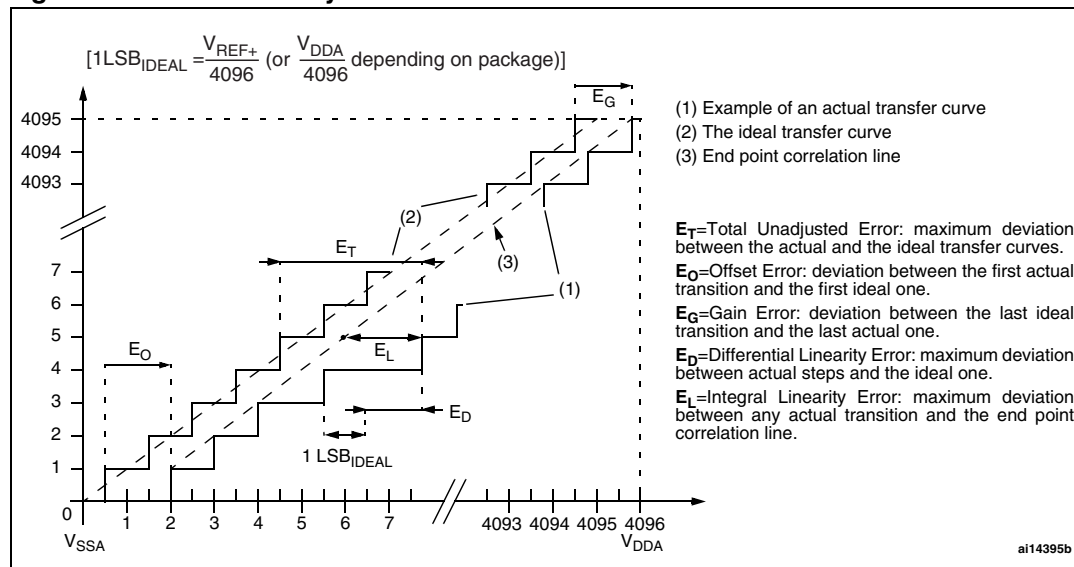 [1LSB_IDEAL = V_REF+/4096 (or V_DDA/4096 depending on package)]
E_G
(1) Example of an actual transfer curve
(2) The ideal transfer curve
(3) End point correlation line
4095
4094
4093
(2)
E_T
(3)
7
6
(1)
5
E_O
E_L
4
3
E_D
2
1 LSB_IDEAL
1
E_T=Total Unadjusted Error: maximum deviation
between the actual and the ideal transfer curves.
E_O=Offset Error: deviation between the first actual
transition and the first ideal one.
E_G=Gain Error: deviation between the last ideal
transition and the last actual one.
E_D=Differential Linearity Error: maximum deviation
between actual steps and the ideal one.
E_L=Integral Linearity Error: maximum deviation
between any actual transition and the end point
correlation line.
0
1 2 3 4 5 6 7 4093 4094 4095 4096
V_SSA
V_DDA
ai14395b